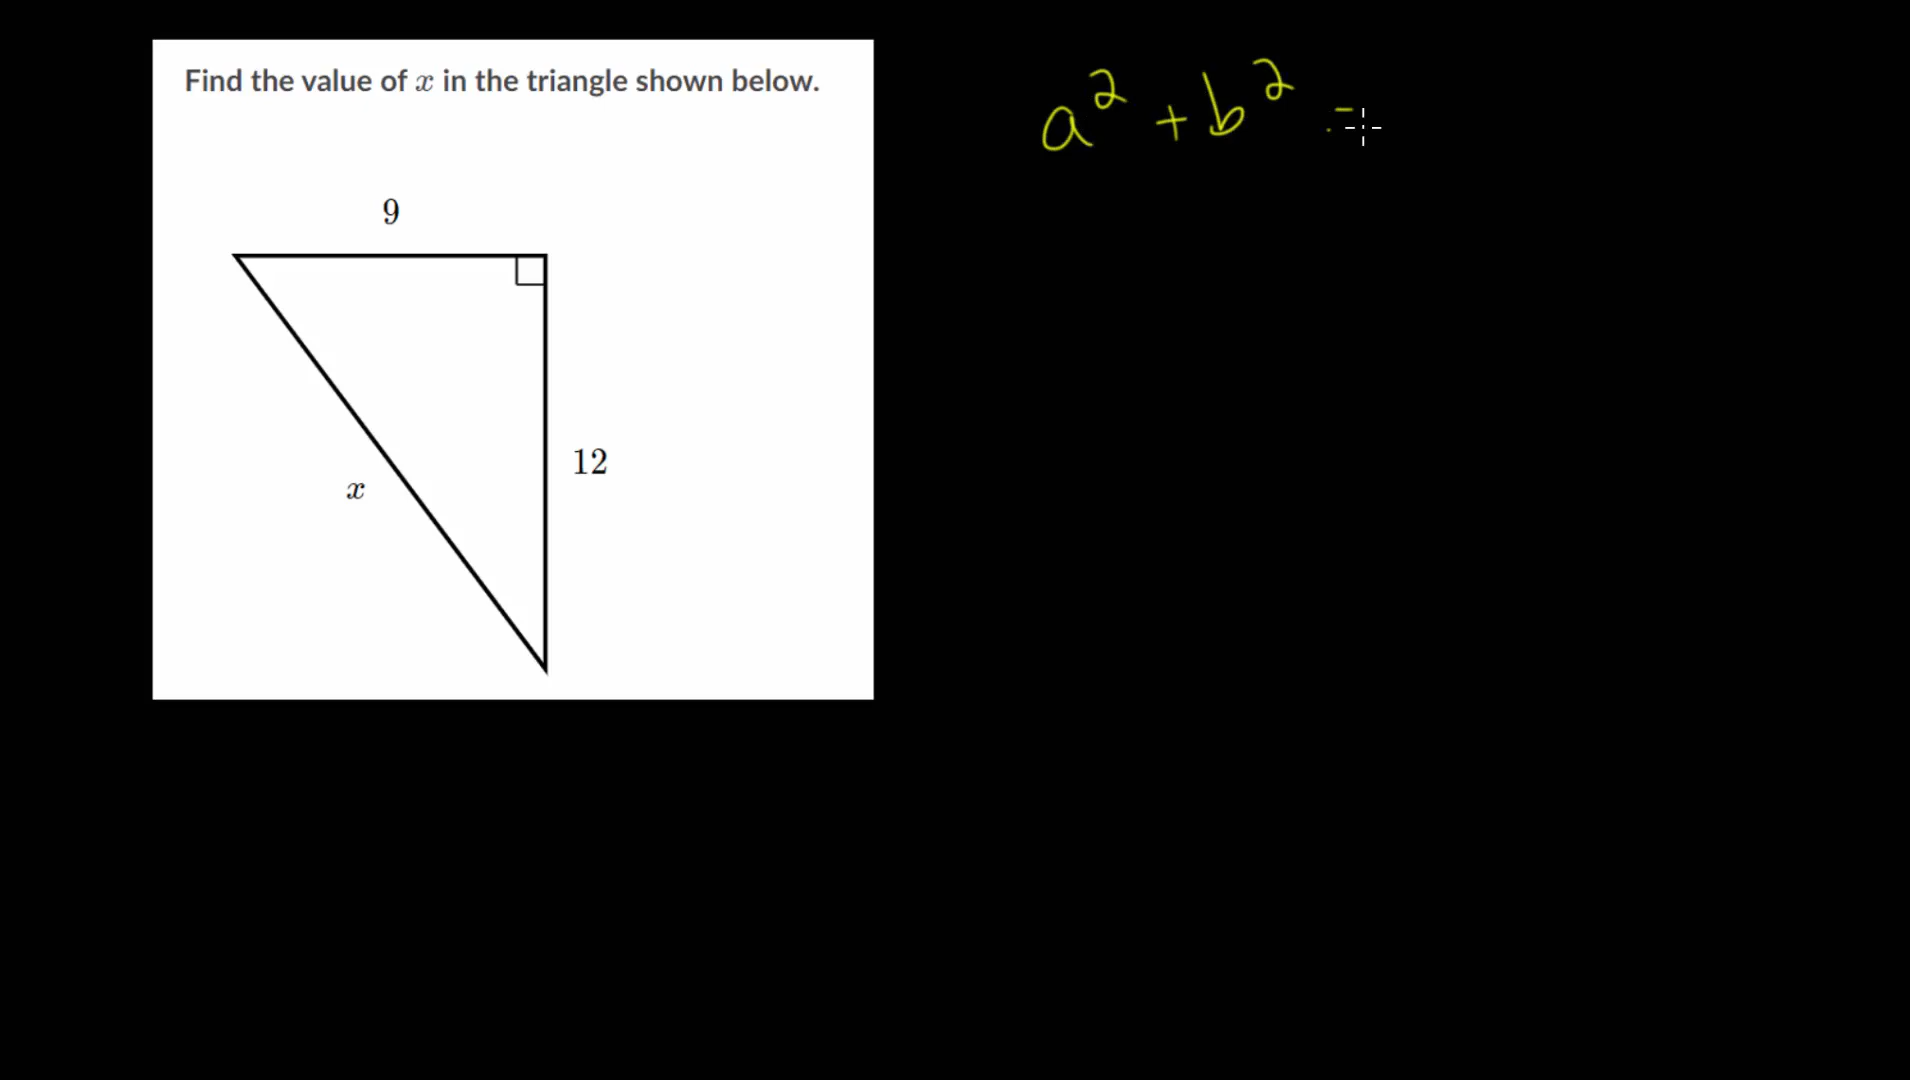 Find the value of x in the triangle shown below.
a² + b² =
9
12
x